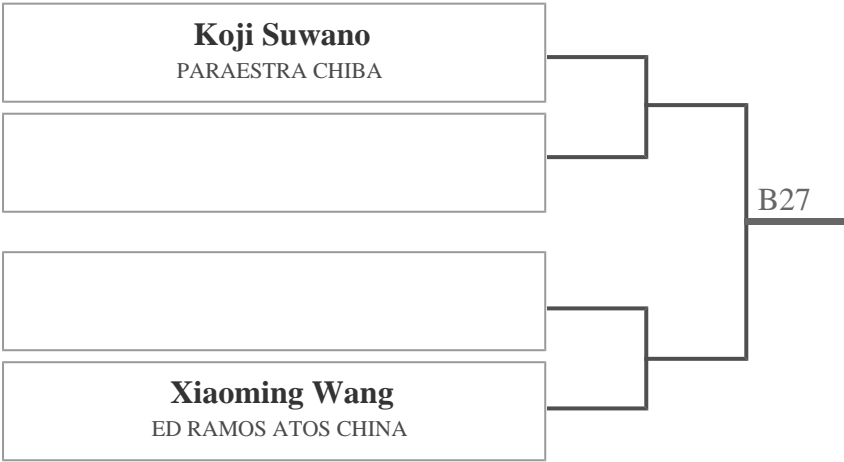 Koji Suwano
PARAESTRA CHIBA
B27
Xiaoming Wang
ED RAMOS ATOS CHINA